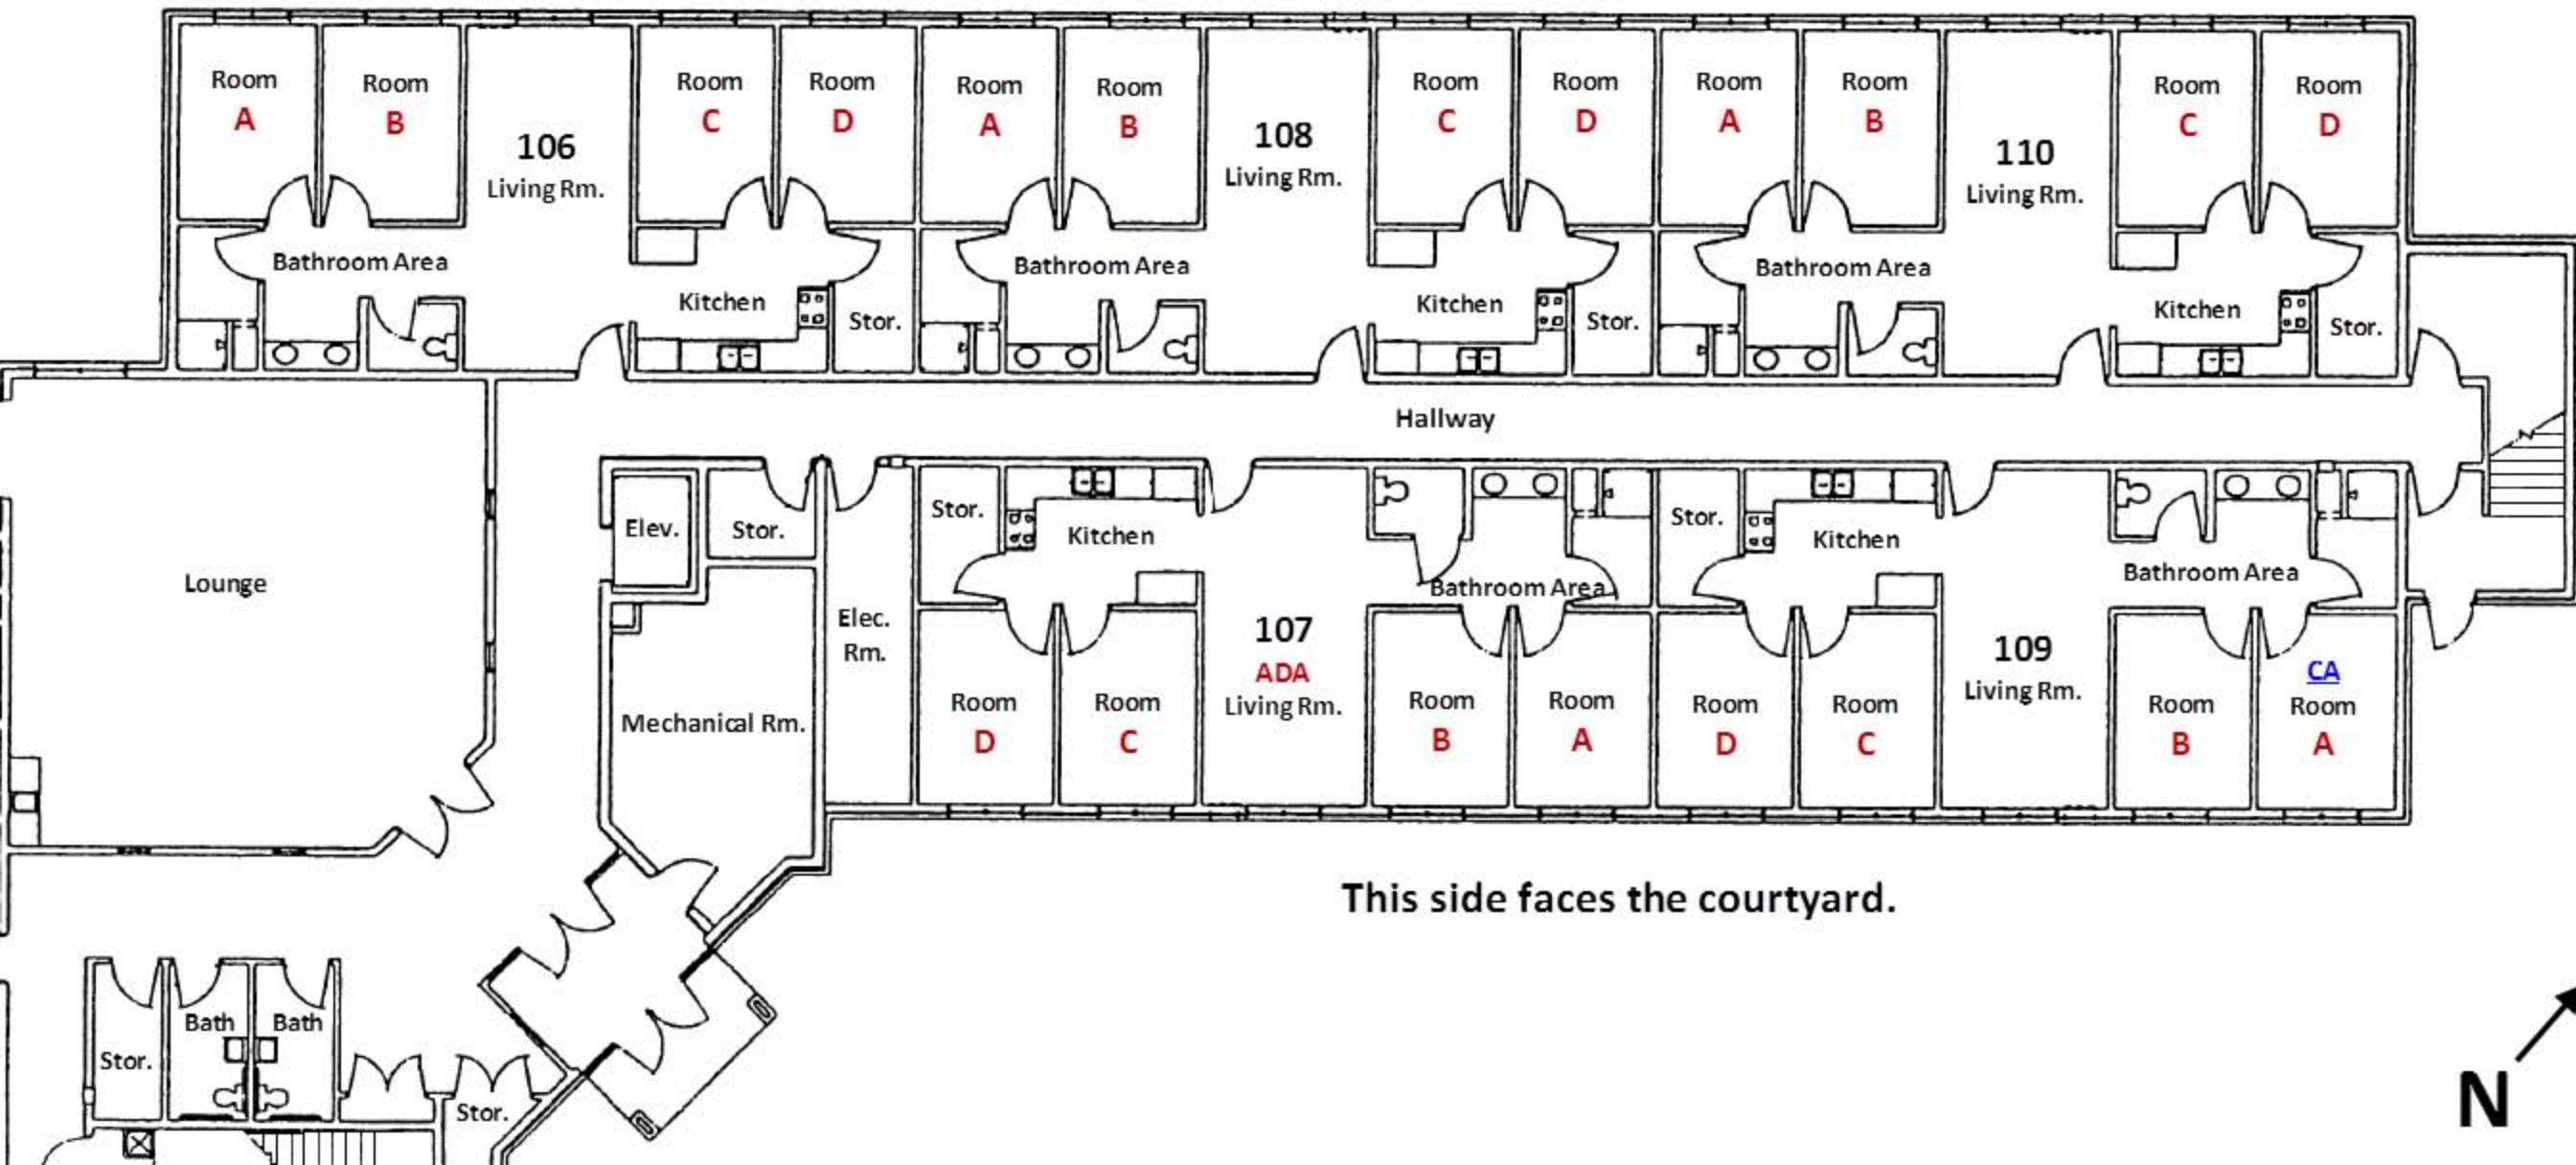 Room
A
Room
B
106
Living Rm.
Room
C
Room
D
Room
A
Room
B
108
Living Rm.
Room
C
Room
D
Room
A
Room
B
110
Living Rm.
Room
C
Room
D
Bathroom Area
Kitchen
Stor.
Bathroom Area
Kitchen
Stor.
Bathroom Area
Kitchen
Stor.
Hallway
Lounge
Elev.
Stor.
Mechanical Rm.
Elec.
Rm.
Stor.
Kitchen
Bathroom Area
Stor.
Kitchen
Bathroom Area
Room
D
Room
C
107
ADA
Living Rm.
Room
B
Room
A
Room
D
Room
C
109
Living Rm.
Room
B
CA
Room
A
This side faces the courtyard.
Stor.
Bath
Bath
Stor.
N